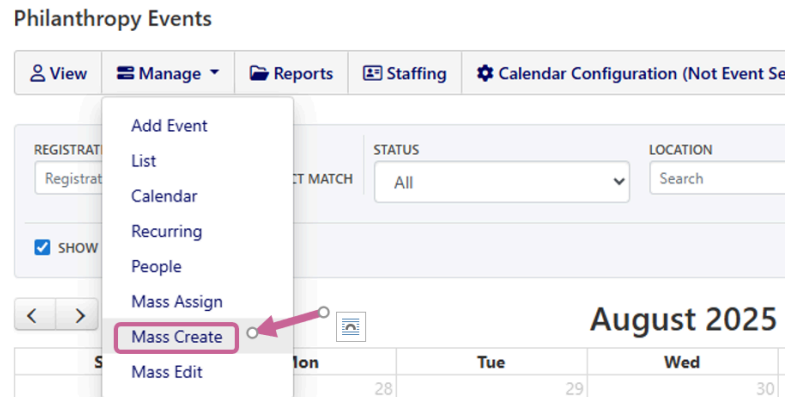 Philanthropy Events
View Manage Reports Staffing Calendar Configuration (Not Event Se
Add Event
List
Calendar
Recurring
People
Mass Assign
Mass Create
Mass Edit
REGISTRAT
Registrat
CT MATCH
STATUS
All
LOCATION
Search
SHOW
August 2025
S
Mon
Tue
Wed
28
29
30